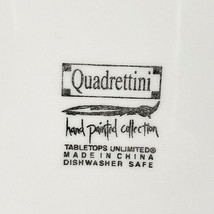 Quadrettini
hand painted collection
TABLETOPS UNLIMITED®
MADE IN CHINA
DISHWASHER SAFE